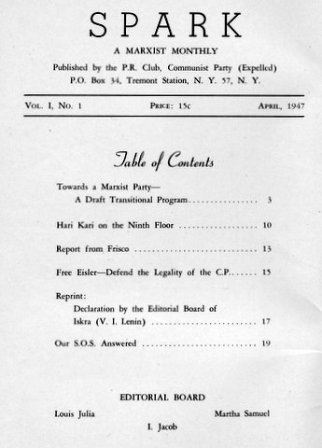 SPARK
A MARXIST MONTHLY
Published by the P.R. Club, Communist Party (Expelled)
P.O. Box 34, Tremont Station, N. Y. 57, N. Y.
VOL. I, NO. 1 PRICE: 15c APRIL, 1947
Table of Contents
Towards a Marxist Party—
A Draft Transitional Program................ 3
Hari Kari on the Ninth Floor .................. 10
Report from Frisco .......................... 13
Free Eisler—Defend the Legality of the C.P....... 15
Reprint:
Declaration by the Editorial Board of
Iskra (V. I. Lenin) ........................ 17
Our S.O.S. Answered .......................... 19
EDITORIAL BOARD
Louis Julia Martha Samuel
I. Jacob